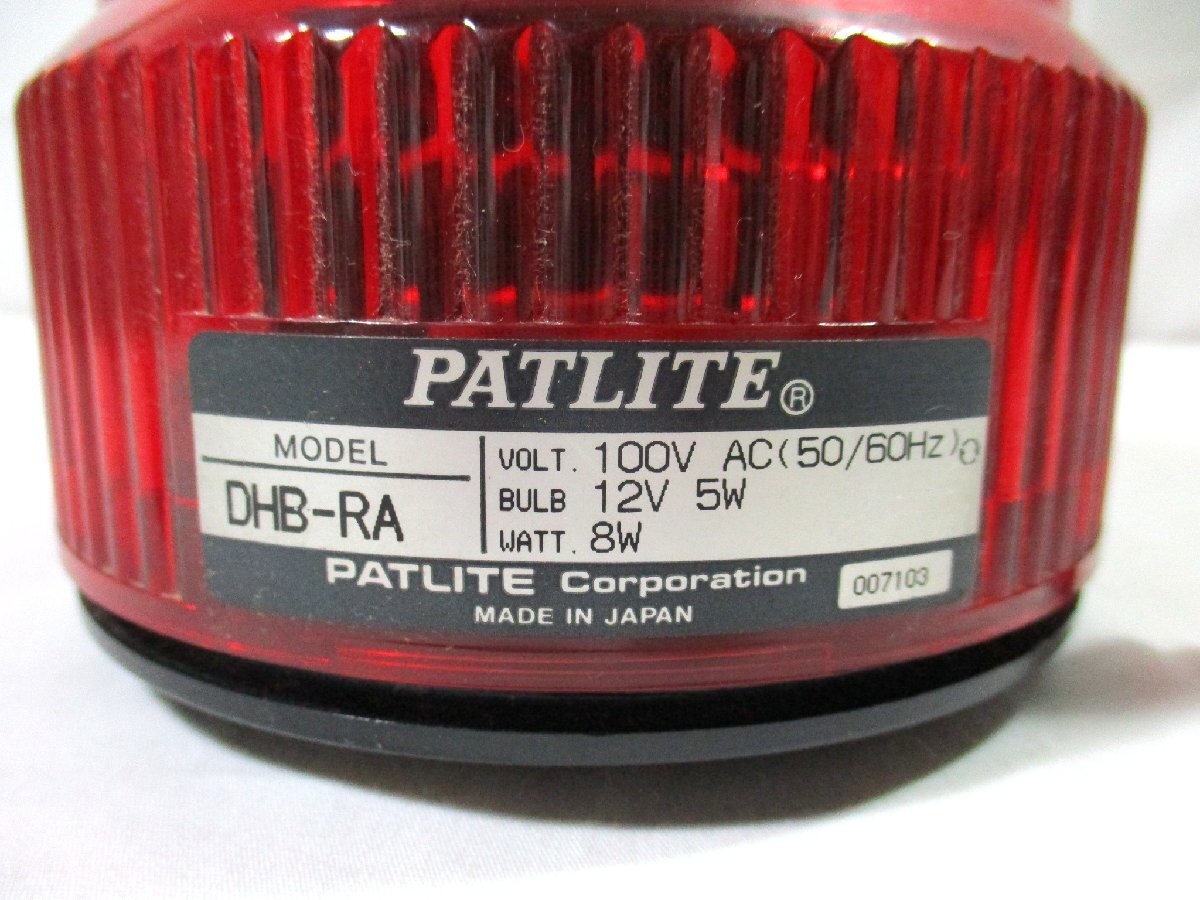 PATLITE®
MODEL
DHB-RA
VOLT. 100V AC(50/60Hz)
BULB 12V 5W
WATT. 8W
PATLITE Corporation
007103
MADE IN JAPAN